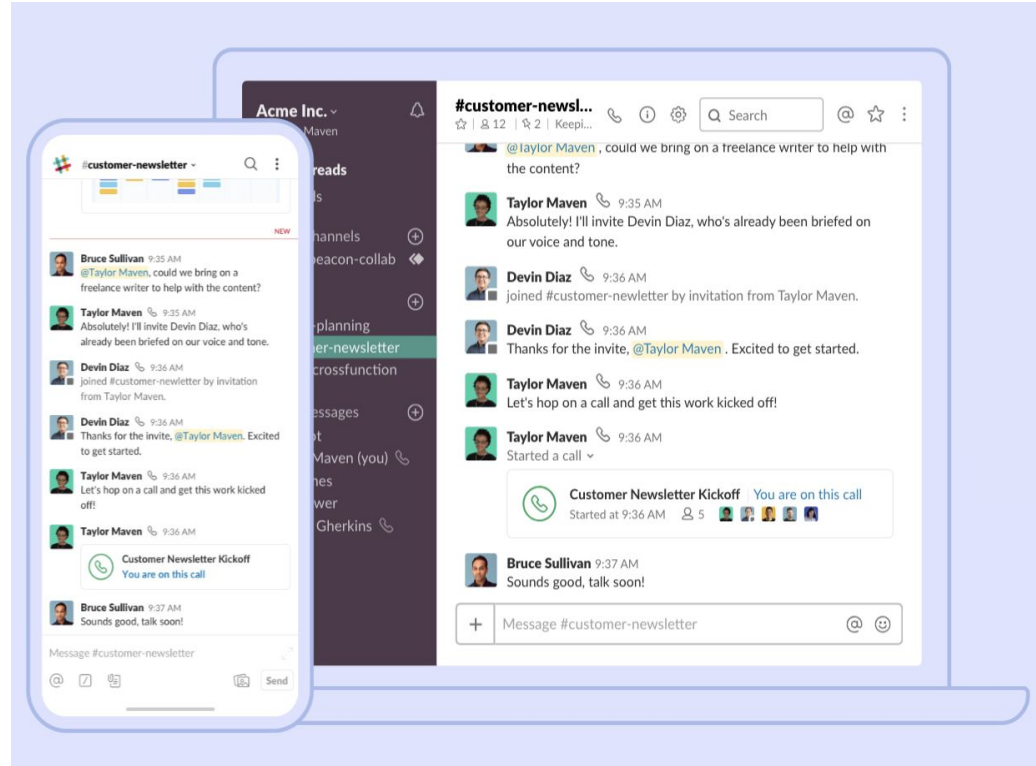 #customer-newsletter
NEW
Bruce Sullivan 9:35 AM
@Taylor Maven, could we bring on a
freelance writer to help with the content?
Taylor Maven 9:35 AM
Absolutely! I'll invite Devin Diaz, who's
already been briefed on our voice and tone.
Devin Diaz 9:36 AM
joined #customer-newletter by invitation
from Taylor Maven.
Devin Diaz 9:36 AM
Thanks for the invite, @Taylor Maven. Excited
to get started.
Taylor Maven 9:36 AM
Let's hop on a call and get this work kicked
off!
Taylor Maven 9:36 AM
Customer Newsletter Kickoff
You are on this call
Bruce Sullivan 9:37 AM
Sounds good, talk soon!
Message #customer-newsletter
@
Send
Acme Inc.
Maven
reads
ls
hannels
eacon-collab
-planning
er-newsletter
crossfunction
essages
ot
Maven (you)
nes
wer
Gherkins
#customer-newsl...
12 | 2 | Keepi...
Search
@
@Taylor Maven , could we bring on a freelance writer to help with
the content?
Taylor Maven 9:35 AM
Absolutely! I'll invite Devin Diaz, who's already been briefed on
our voice and tone.
Devin Diaz 9:36 AM
joined #customer-newletter by invitation from Taylor Maven.
Devin Diaz 9:36 AM
Thanks for the invite, @Taylor Maven . Excited to get started.
Taylor Maven 9:36 AM
Let's hop on a call and get this work kicked off!
Taylor Maven 9:36 AM
Started a call
Customer Newsletter Kickoff | You are on this call
Started at 9:36 AM 5
Bruce Sullivan 9:37 AM
Sounds good, talk soon!
+ Message #customer-newsletter @